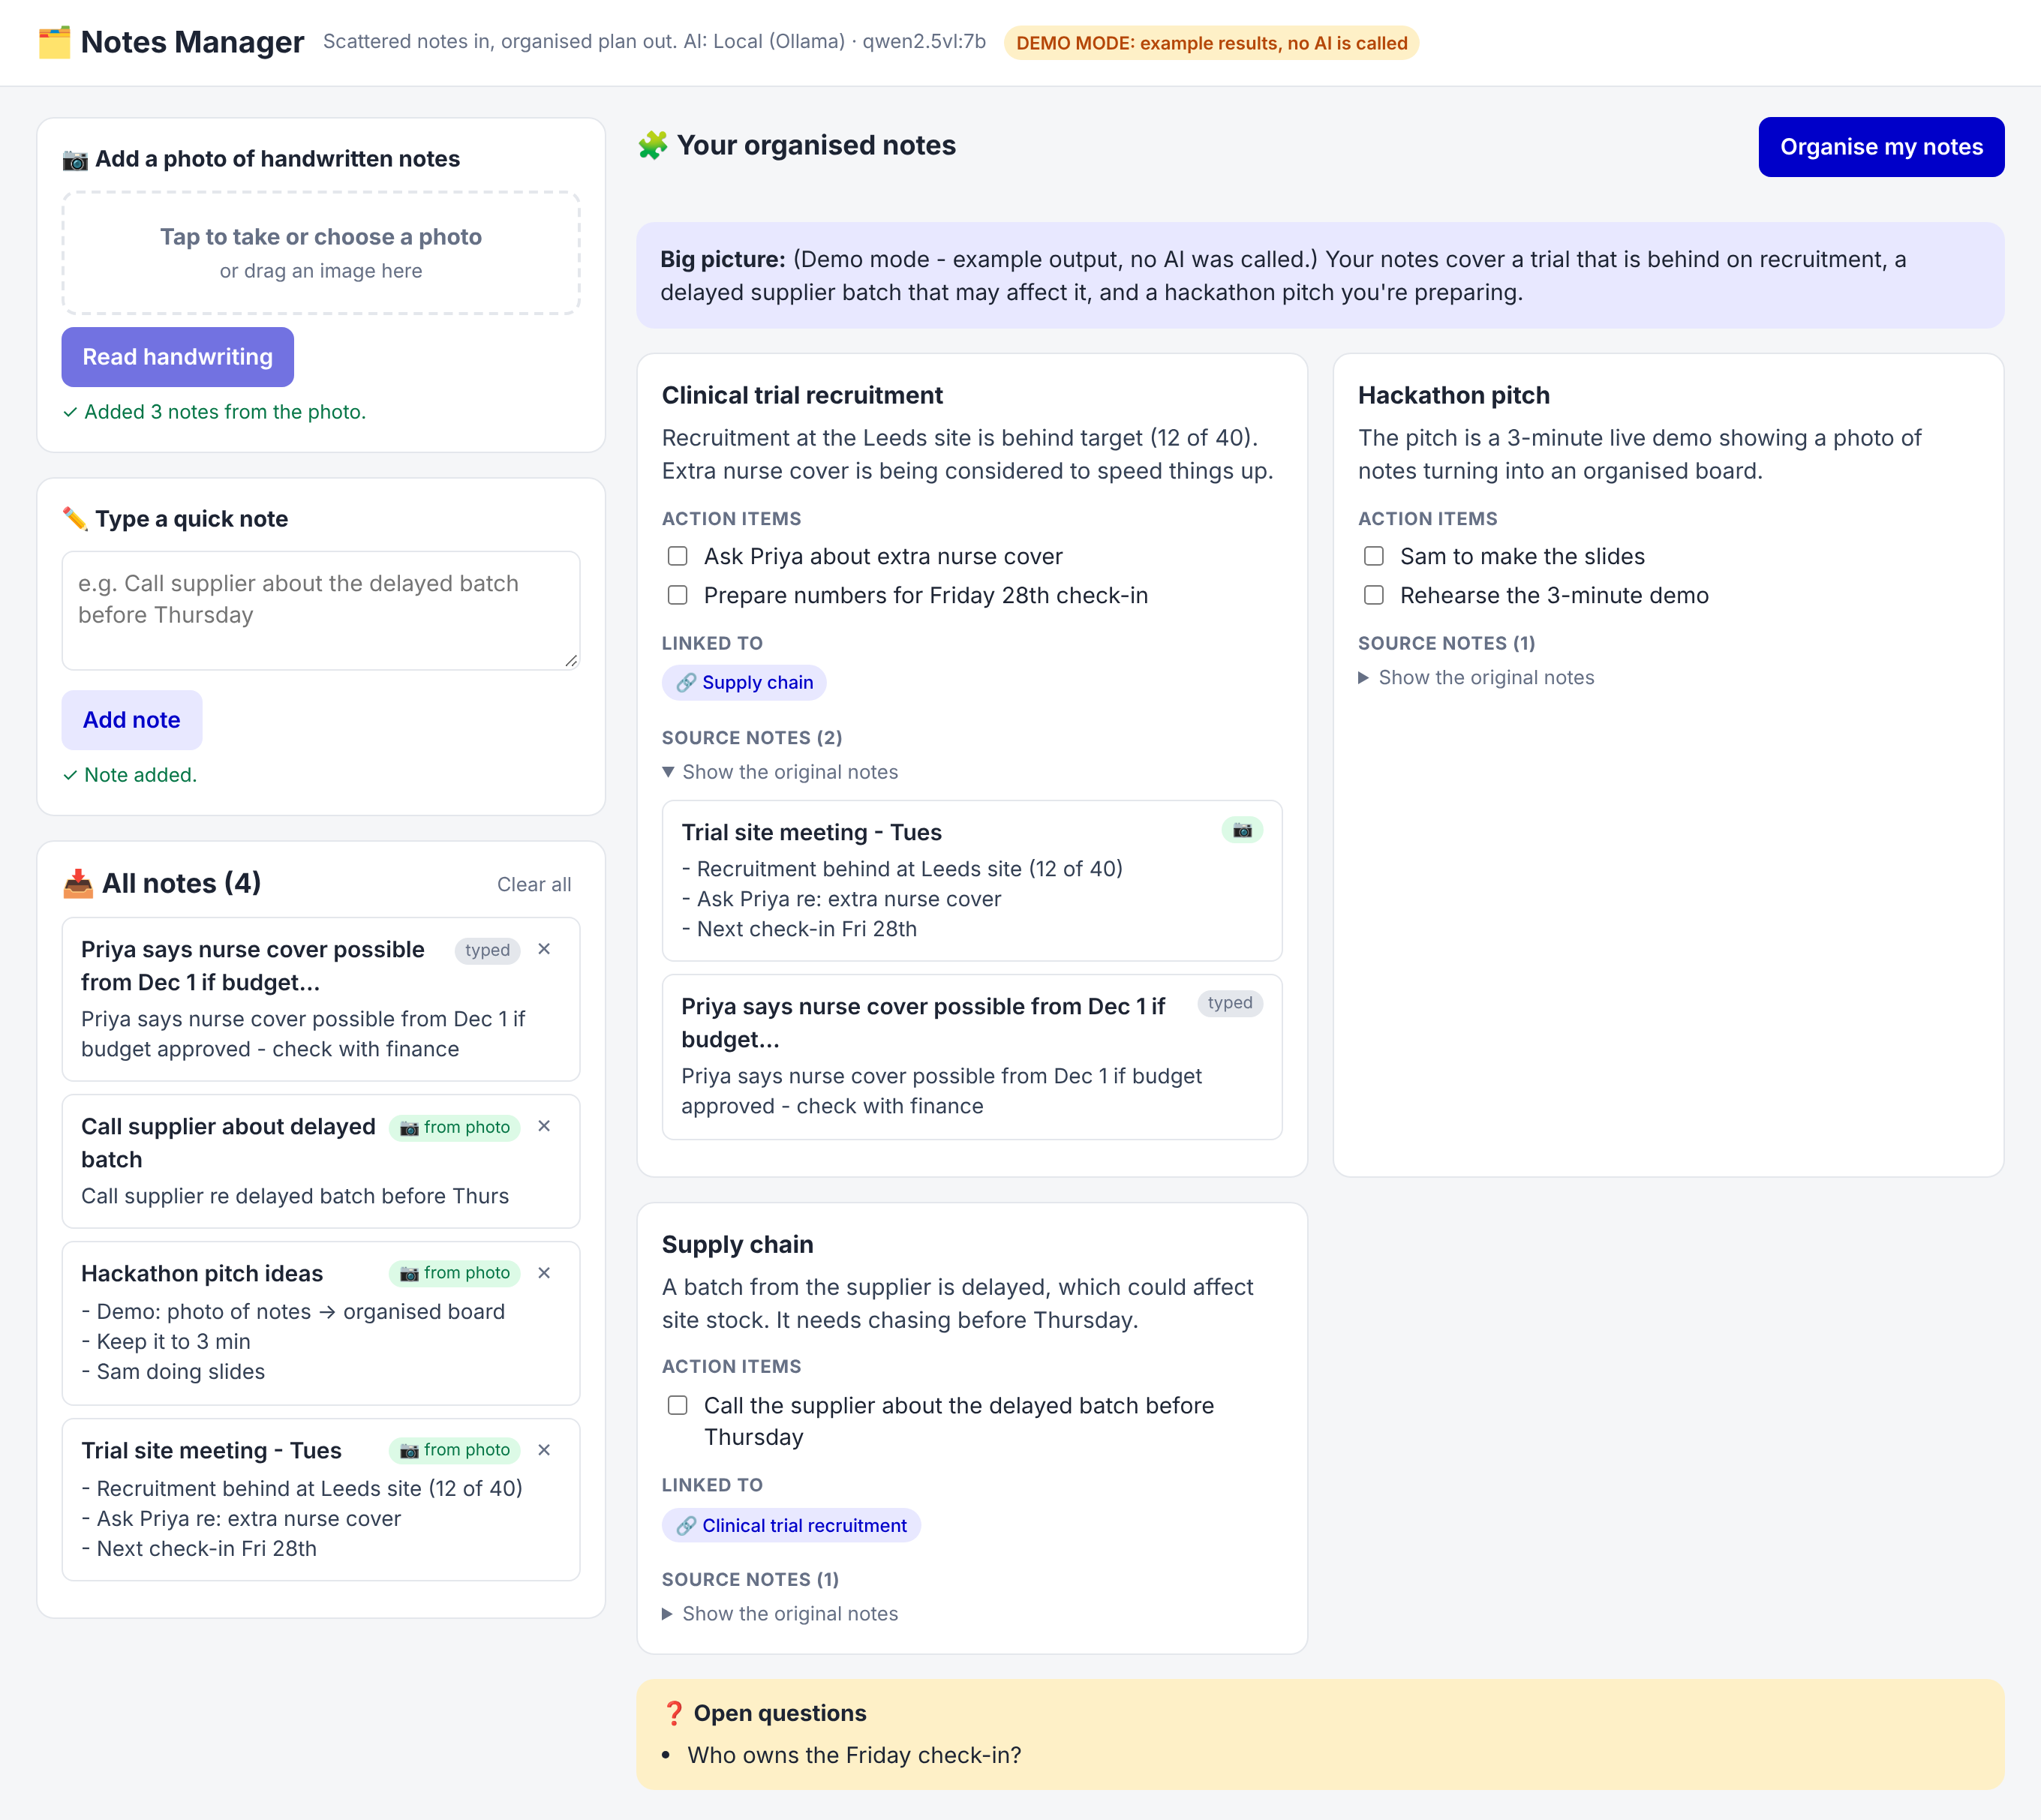 Notes Manager
Scattered notes in, organised plan out. AI: Local (Ollama) · qwen2.5vl:7b
DEMO MODE: example results, no AI is called
Add a photo of handwritten notes
Tap to take or choose a photo
or drag an image here
Read handwriting
✓ Added 3 notes from the photo.
Type a quick note
e.g. Call supplier about the delayed batch
before Thursday
Add note
✓ Note added.
All notes (4)
Clear all
Priya says nurse cover possible
from Dec 1 if budget…
typed
×
Priya says nurse cover possible from Dec 1 if
budget approved - check with finance
Call supplier about delayed
batch
from photo
×
Call supplier re delayed batch before Thurs
Hackathon pitch ideas
from photo
×
- Demo: photo of notes → organised board
- Keep it to 3 min
- Sam doing slides
Trial site meeting - Tues
from photo
×
- Recruitment behind at Leeds site (12 of 40)
- Ask Priya re: extra nurse cover
- Next check-in Fri 28th
Your organised notes
Organise my notes
Big picture: (Demo mode - example output, no AI was called.) Your notes cover a trial that is behind on recruitment, a
delayed supplier batch that may affect it, and a hackathon pitch you're preparing.
Clinical trial recruitment
Recruitment at the Leeds site is behind target (12 of 40).
Extra nurse cover is being considered to speed things up.
ACTION ITEMS
Ask Priya about extra nurse cover
Prepare numbers for Friday 28th check-in
LINKED TO
Supply chain
SOURCE NOTES (2)
Show the original notes
Trial site meeting - Tues
- Recruitment behind at Leeds site (12 of 40)
- Ask Priya re: extra nurse cover
- Next check-in Fri 28th
Priya says nurse cover possible from Dec 1 if
budget…
typed
Priya says nurse cover possible from Dec 1 if budget
approved - check with finance
Hackathon pitch
The pitch is a 3-minute live demo showing a photo of
notes turning into an organised board.
ACTION ITEMS
Sam to make the slides
Rehearse the 3-minute demo
SOURCE NOTES (1)
Show the original notes
Supply chain
A batch from the supplier is delayed, which could affect
site stock. It needs chasing before Thursday.
ACTION ITEMS
Call the supplier about the delayed batch before
Thursday
LINKED TO
Clinical trial recruitment
SOURCE NOTES (1)
Show the original notes
Open questions
• Who owns the Friday check-in?